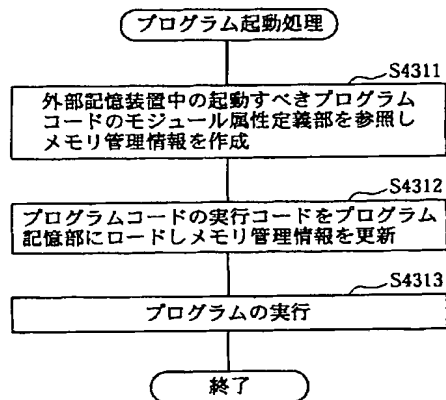 プログラム起動処理
S4311
外部記憶装置中の起動すべきプログラム
コードのモジュール属性定義部を参照し
メモリ管理情報を作成
S4312
プログラムコードの実行コードをプログラム
記憶部にロードしメモリ管理情報を更新
S4313
プログラムの実行
終了